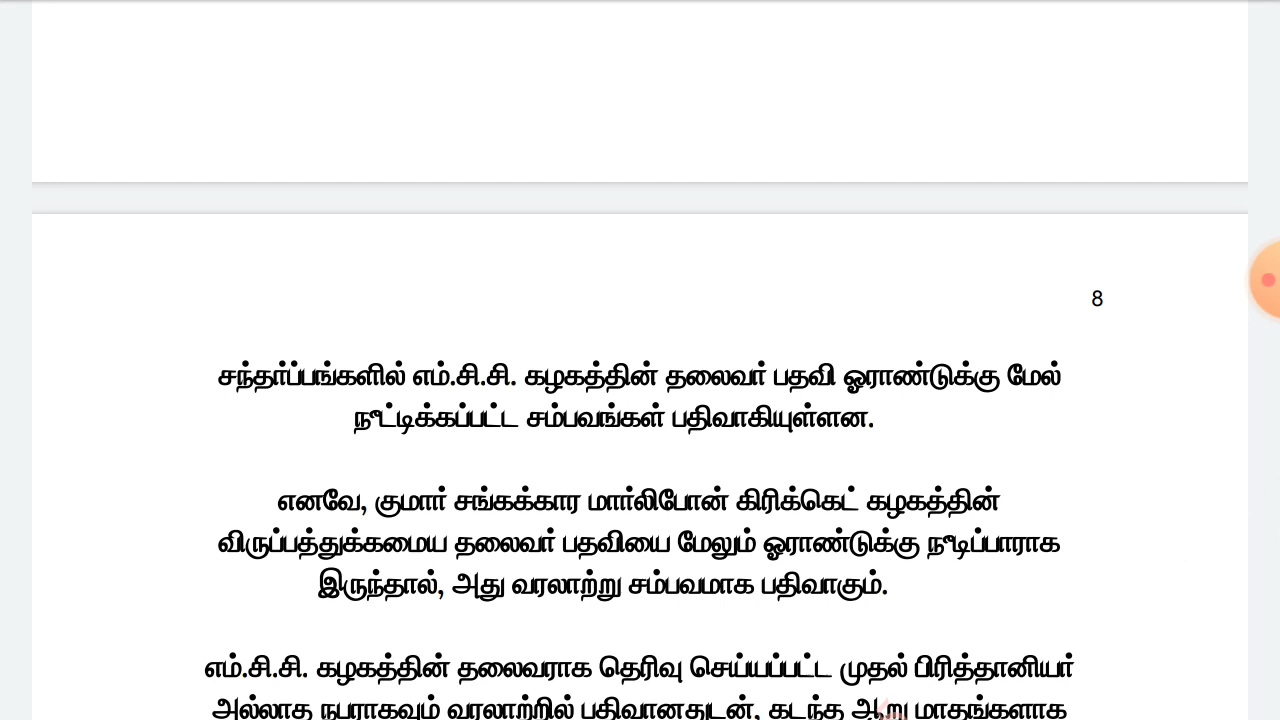 8
சந்தர்ப்பங்களில் எம்.சி.சி. கழகத்தின் தலைவர் பதவி ஓராண்டுக்கு மேல்
நீட்டிக்கப்பட்ட சம்பவங்கள் பதிவாகியுள்ளன.
எனவே, குமார் சங்கக்கார மார்லிபோன் கிரிக்கெட் கழகத்தின்
விருப்பத்துக்கமைய தலைவர் பதவியை மேலும் ஓராண்டுக்கு நீடிப்பாராக
இருந்தால், அது வரலாற்று சம்பவமாக பதிவாகும்.
எம்.சி.சி. கழகத்தின் தலைவராக தெரிவு செய்யப்பட்ட முதல் பிரித்தானியர்
அல்லாத நபராகவும் வரலாற்றில் பதிவானதுடன், கடந்த ஆறு மாதங்களாக